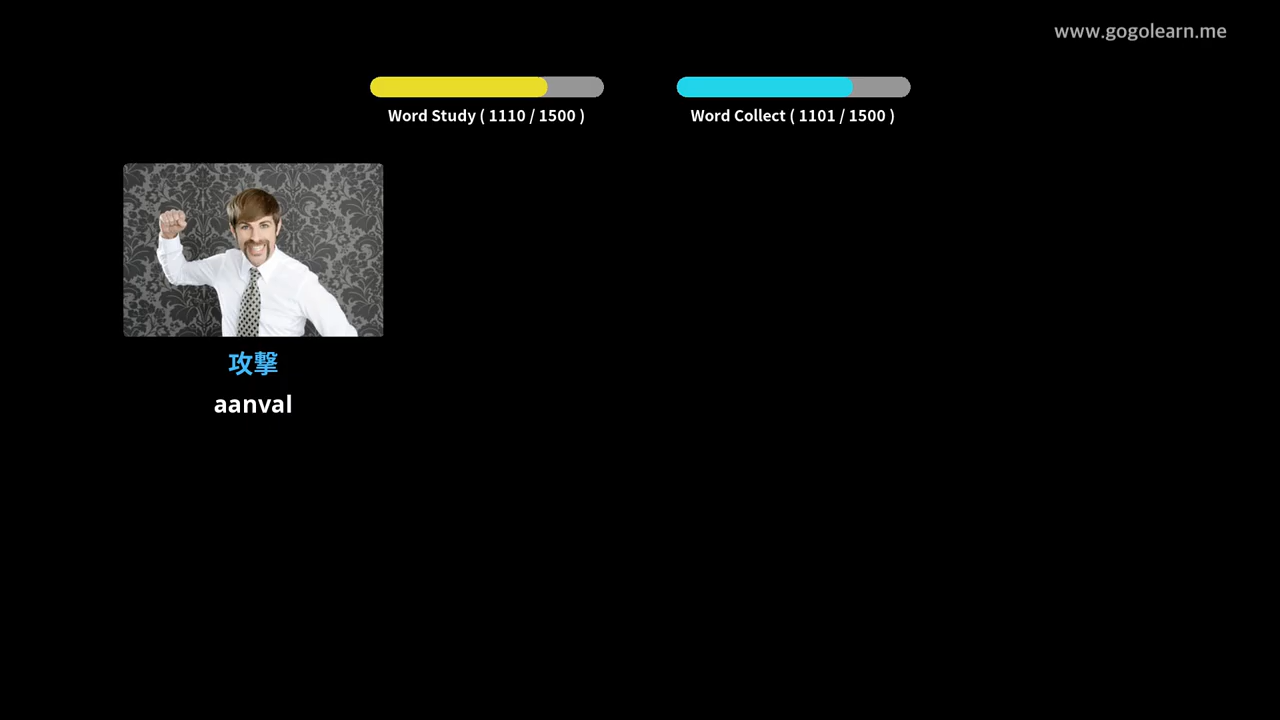 www.gogolearn.me
Word Study ( 1110 / 1500 )
Word Collect ( 1101 / 1500 )
攻撃
aanval